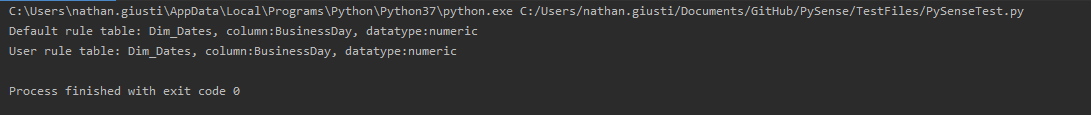 C:\Users\nathan.giusti\AppData\Local\Programs\Python\Python37\python.exe C:/Users/nathan.giusti/Documents/GitHub/PySense/TestFiles/PySenseTest.py
Default rule table: Dim_Dates, column:BusinessDay, datatype:numeric
User rule table: Dim_Dates, column:BusinessDay, datatype:numeric
Process finished with exit code 0